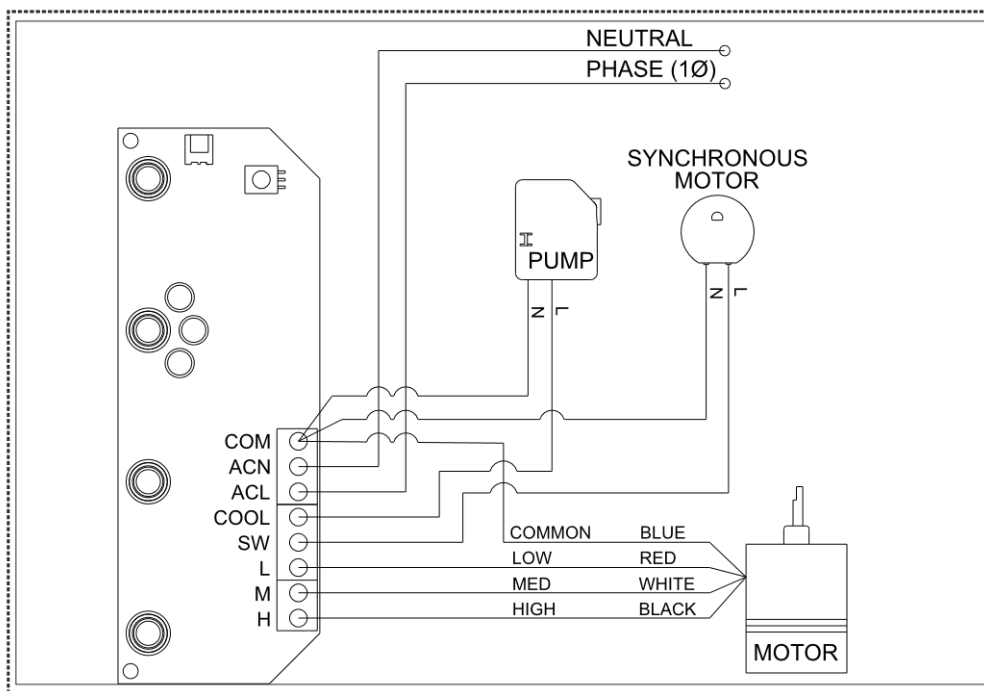 NEUTRAL
PHASE (1Ø)
SYNCHRONOUS
MOTOR
PUMP
N
L
N
L
COM
ACN
ACL
COOL
SW
L
M
H
COMMON BLUE
LOW RED
MED WHITE
HIGH BLACK
MOTOR